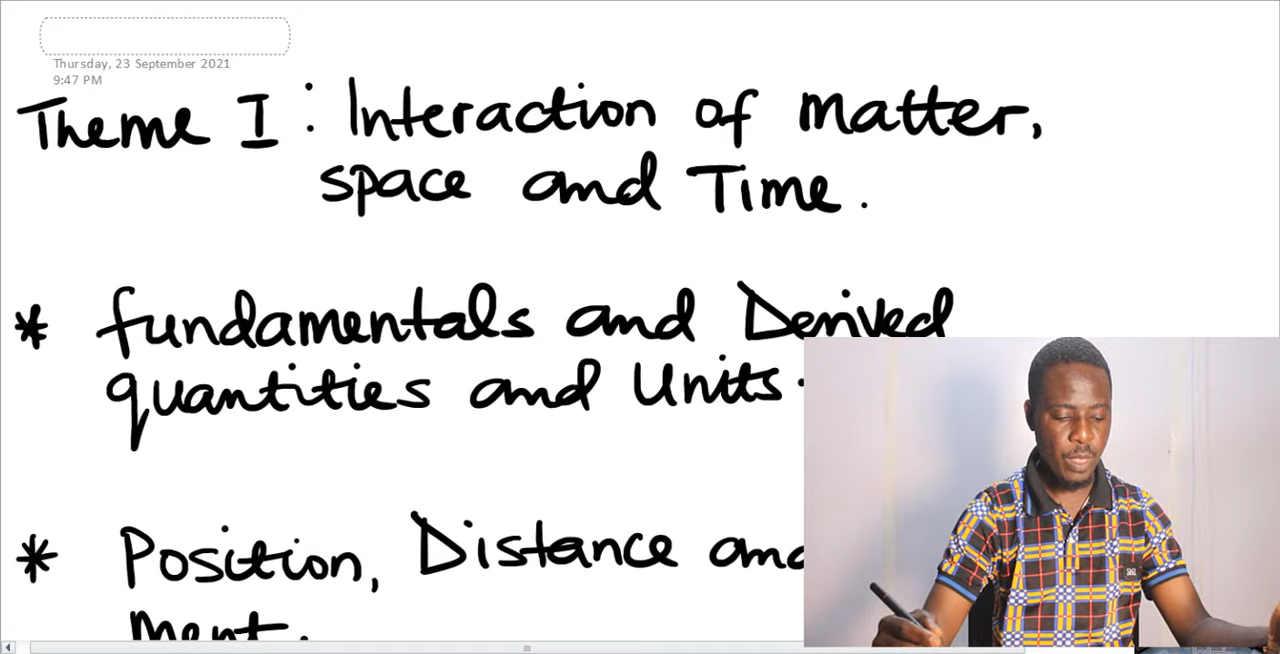 Thursday, 23 September 2021
9:47 PM
Theme I : Interaction of matter,
space and Time.
* fundamentals and Derived
quantities and Units.
* Position, Distance and
ment.